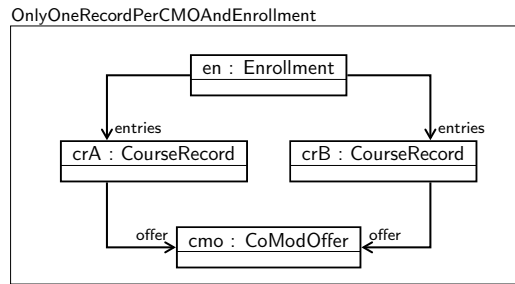 OnlyOneRecordPerCMOAndEnrollment
en : Enrollment
entries
entries
crA : CourseRecord
crB : CourseRecord
offer
offer
cmo : CoModOffer